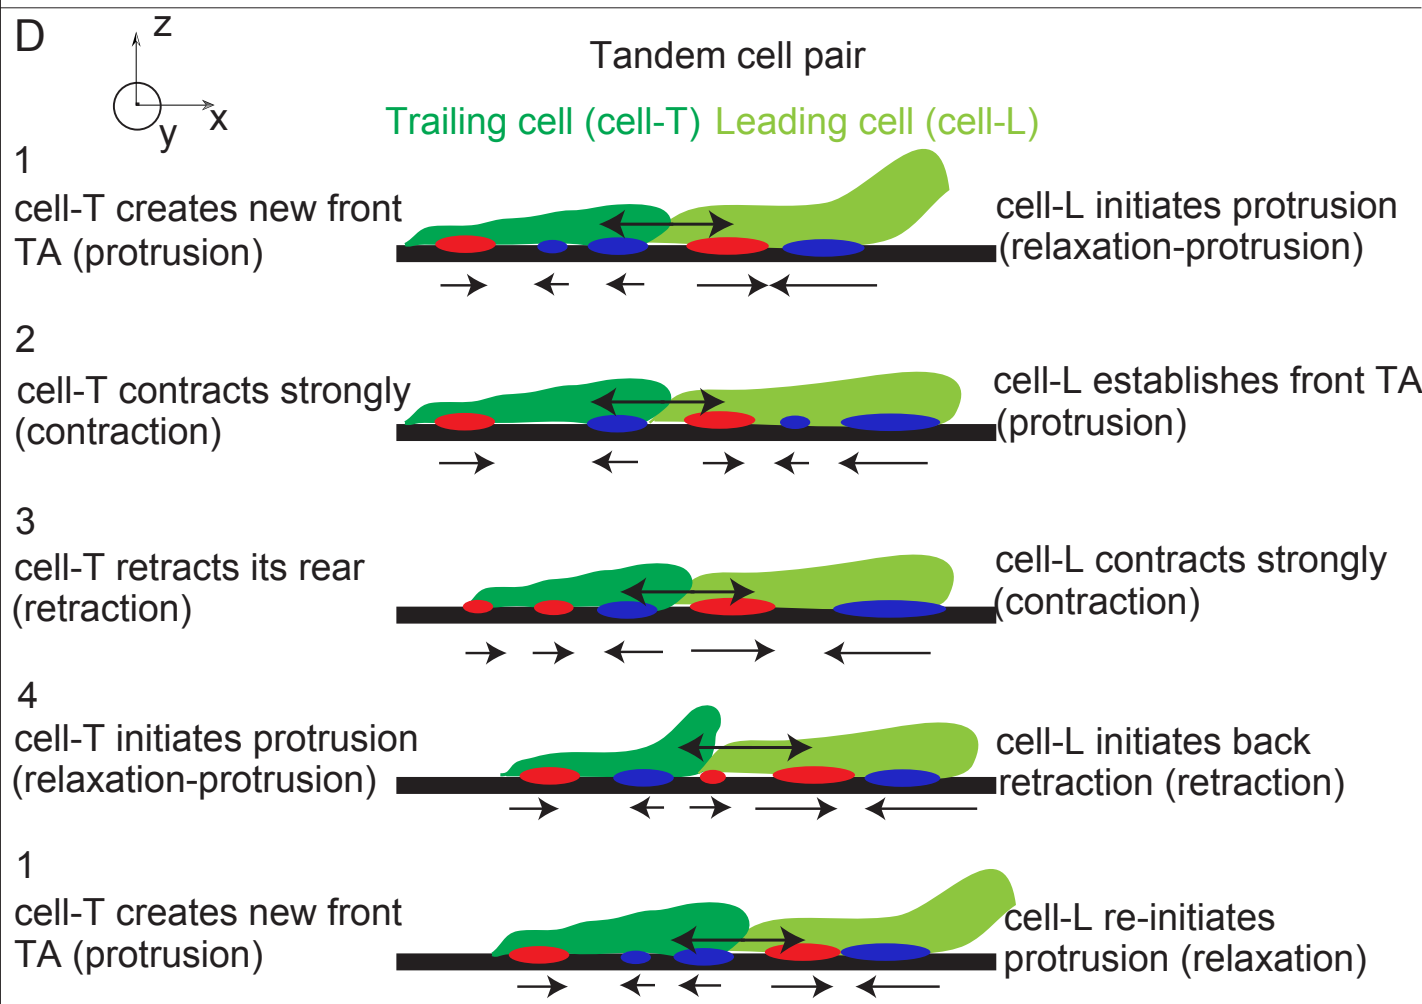 D
z
x
y
Tandem cell pair
Trailing cell (cell-T) Leading cell (cell-L)
1
cell-T creates new front
TA (protrusion)
cell-L initiates protrusion
(relaxation-protrusion)
2
cell-T contracts strongly
(contraction)
cell-L establishes front TA
(protrusion)
3
cell-T retracts its rear
(retraction)
cell-L contracts strongly
(contraction)
4
cell-T initiates protrusion
(relaxation-protrusion)
cell-L initiates back
retraction (retraction)
1
cell-T creates new front
TA (protrusion)
cell-L re-initiates
protrusion (relaxation)